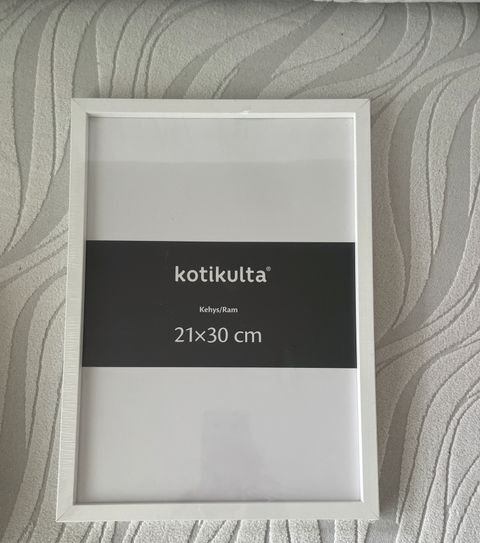 kotikulta®
Kehys/Ram
21×30 cm